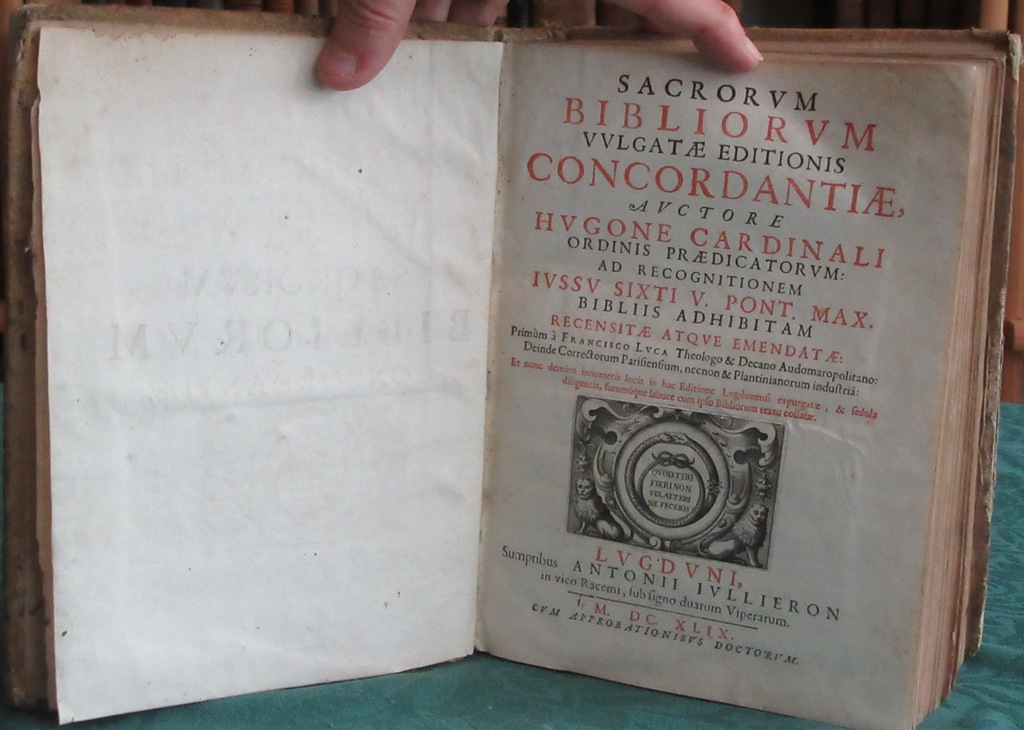 SACRORVM
BIBLIORVM
VVLGATÆ EDITIONIS
CONCORDANTIÆ,
AVCTORE
HVGONE CARDINALI
ORDINIS PRÆDICATORVM:
AD RECOGNITIONEM
IVSSV SIXTI V. PONT. MAX.
BIBLIIS ADHIBITAM
RECENSITÆ ATQVE EMENDATÆ:
Primùm à FRANCISCO LVCA Theologo & Decano Audomaropolitano:
Deinde Correctorum Parisiensium, necnon & Plantinianorum industriâ:
Et nunc demùm innumeris locis in hac Editione Lugdunensi expurgatæ, & sedula
diligentia, summóque labore cum ipso Bibliorum textu collatæ.
QVOD TIBI
FIERI NON
VIS, ALTERI
NE FECERIS
LVGDVNI,
Sumptibus ANTONII IVLLIERON
in vico Racemi, sub signo duarum Viperarum.
M. DC. XLIX.
CVM APPROBATIONIBVS DOCTORVM.